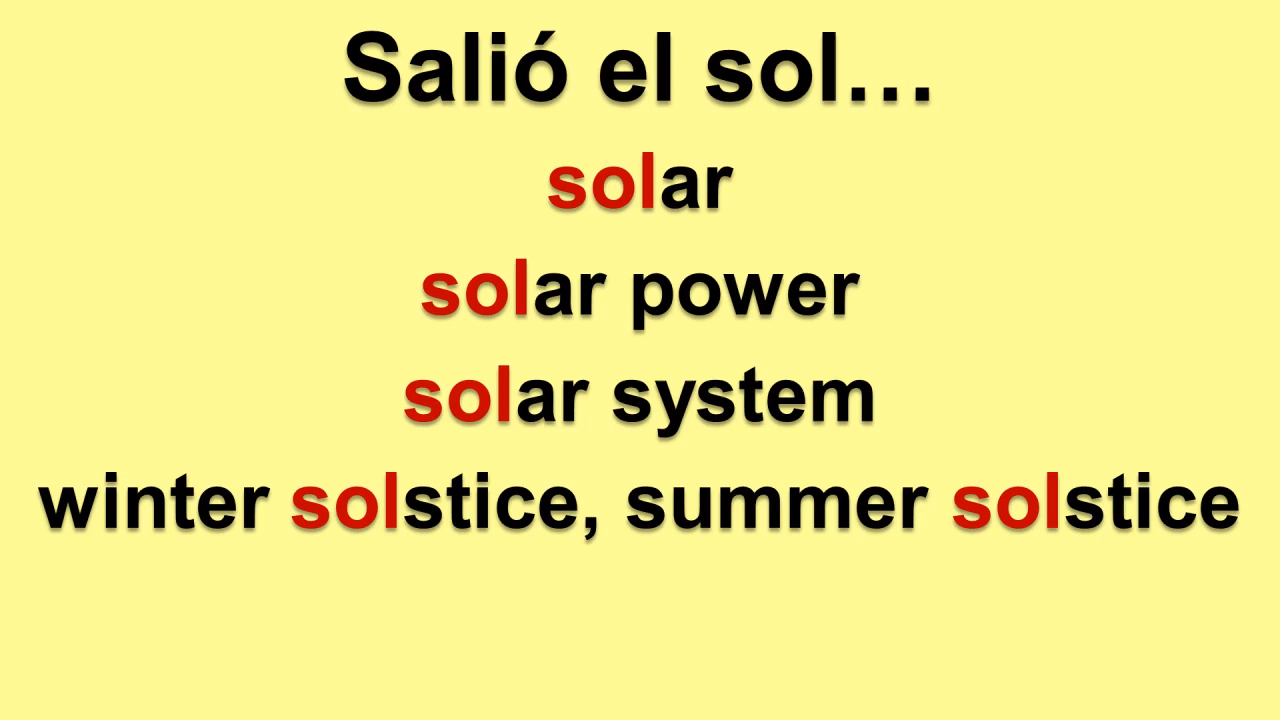 Salió el sol…
solar
solar power
solar system
winter solstice, summer solstice